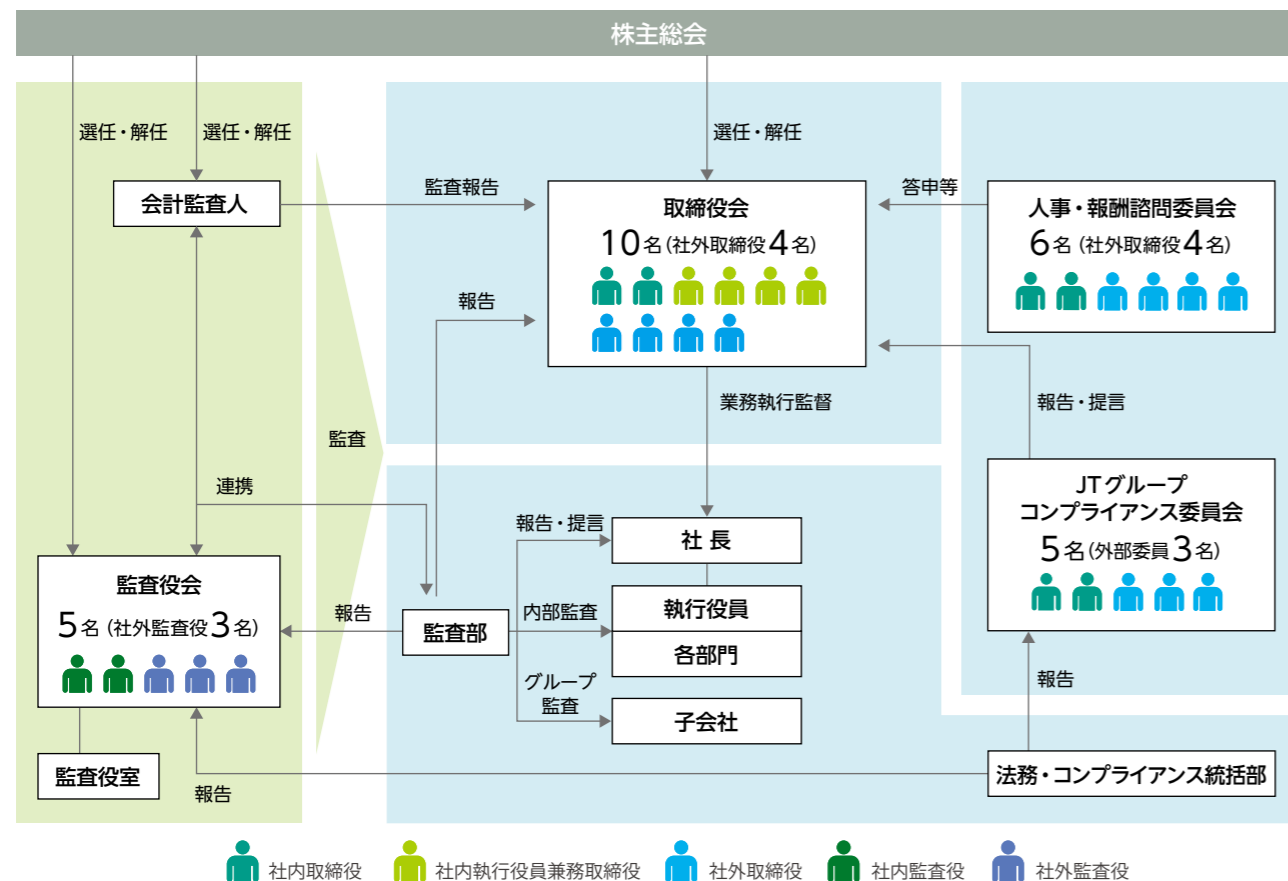 株主総会
選任・解任
選任・解任
選任・解任
会計監査人
監査報告
取締役会
10名(社外取締役4名)
答申等
人事・報酬諮問委員会
6名(社外取締役4名)
報告
業務執行監督
報告・提言
監査
連携
JTグループ
コンプライアンス委員会
5名(外部委員3名)
報告・提言
社長
監査役会
5名(社外監査役3名)
報告
監査部
内部監査
執行役員
各部門
グループ
監査
子会社
報告
監査役室
報告
法務・コンプライアンス統括部
社内取締役
社内執行役員兼務取締役
社外取締役
社内監査役
社外監査役